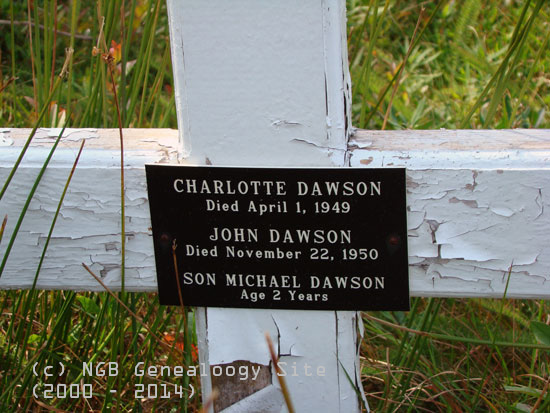 CHARLOTTE DAWSON
Died April 1, 1949
JOHN DAWSON
Died November 22, 1950
SON MICHAEL DAWSON
Age 2 Years
(c) NGB Genealoogy Site
(2000 - 2014)